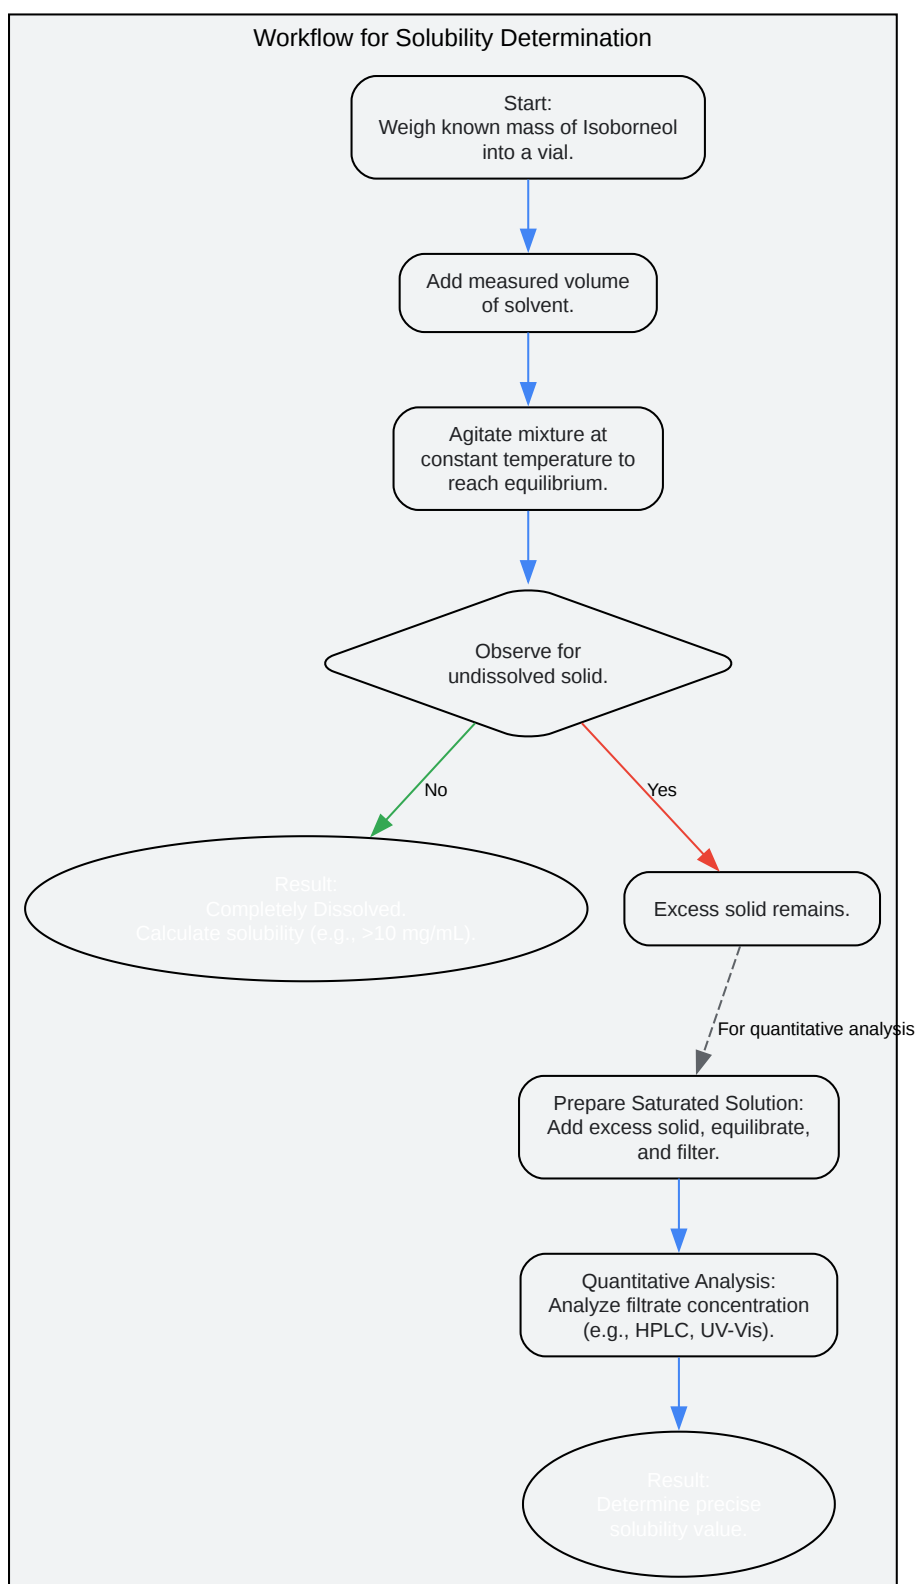 Workflow for Solubility Determination
Start:
Weigh known mass of Isoborneol
into a vial.
Add measured volume
of solvent.
Agitate mixture at
constant temperature to
reach equilibrium.
Observe for
undissolved solid.
No
Yes
Result:
Completely Dissolved.
Calculate solubility (e.g., >10 mg/mL).
Excess solid remains.
For quantitative analysis
Prepare Saturated Solution:
Add excess solid, equilibrate,
and filter.
Quantitative Analysis:
Analyze filtrate concentration
(e.g., HPLC, UV-Vis).
Result:
Determine precise
solubility value.